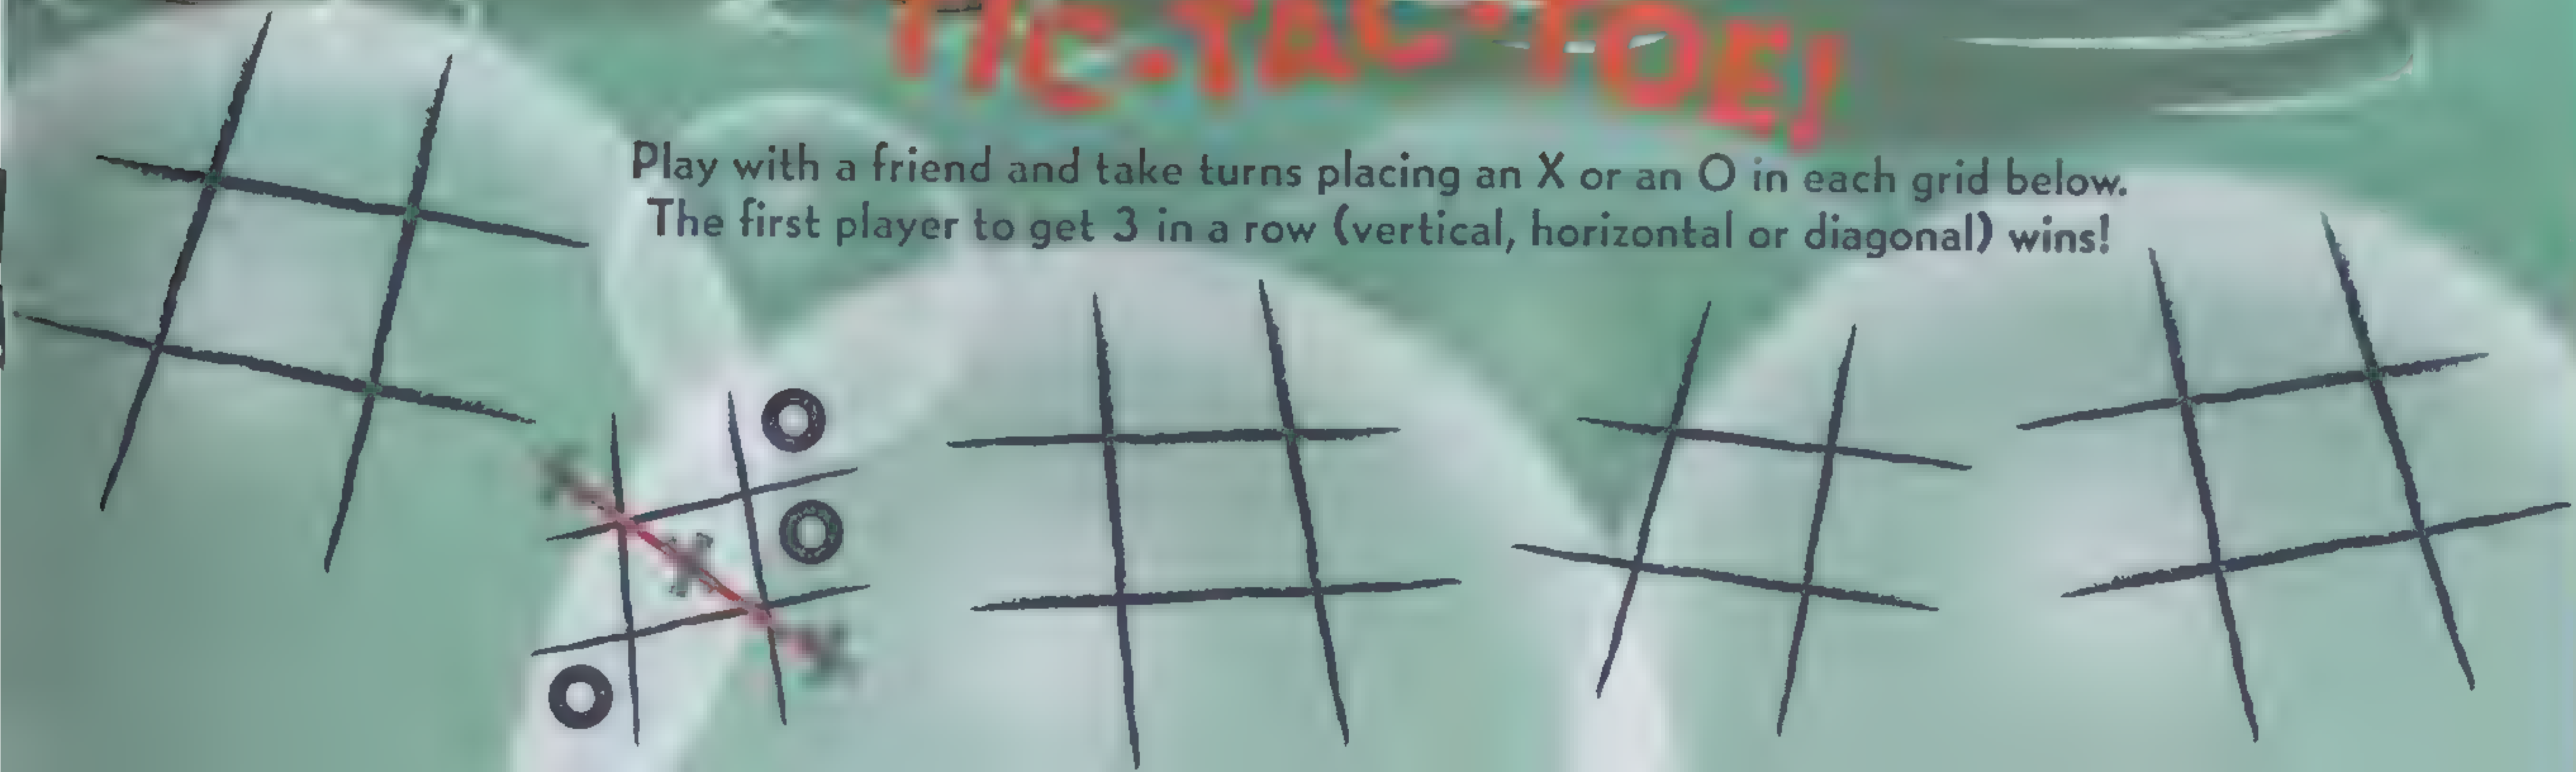 TIC•TAC•TOE!
Play with a friend and take turns placing an X or an O in each grid below.
The first player to get 3 in a row (vertical, horizontal or diagonal) wins!